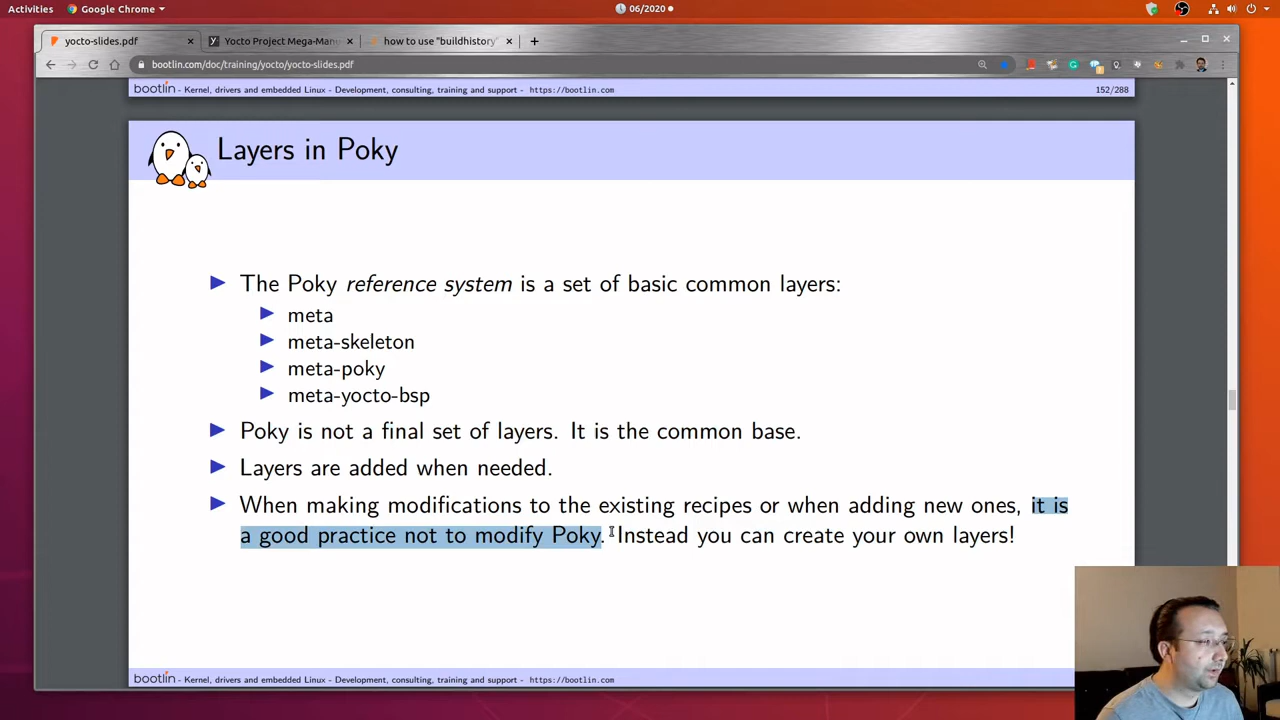 Activities
Google Chrome
06/2020
yocto-slides.pdf
Yocto Project Mega-Man
how to use "buildhistory"
bootlin.com/doc/training/yocto/yocto-slides.pdf
bootlin - Kernel, drivers and embedded Linux - Development, consulting, training and support - https://bootlin.com 152/288
Layers in Poky
The Poky reference system is a set of basic common layers:
meta
meta-skeleton
meta-poky
meta-yocto-bsp
Poky is not a final set of layers. It is the common base.
Layers are added when needed.
When making modifications to the existing recipes or when adding new ones, it is
a good practice not to modify Poky. Instead you can create your own layers!
bootlin - Kernel, drivers and embedded Linux - Development, consulting, training and support - https://bootlin.com